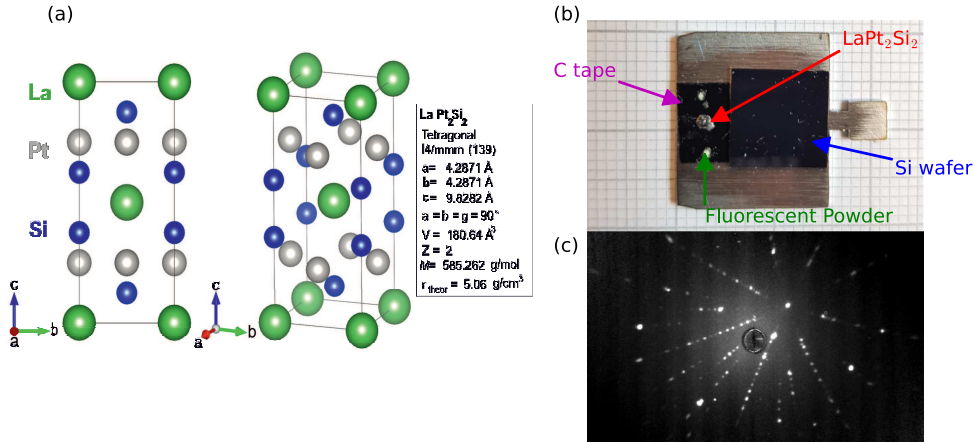 (a)
La
Pt
Si
c
b
a
c
b
a
La Pt2Si2
Tetragonal
I4/mmm (139)
a= 4.2871 Å
b= 4.2871 Å
c= 9.8282 Å
a = b = g = 90°
V = 180.64 Å3
Z = 2
M= 585.262 g/mol
rtheor = 5.06 g/cm3
(b)
LaPt2Si2
C tape
Si wafer
Fluorescent Powder
(c)